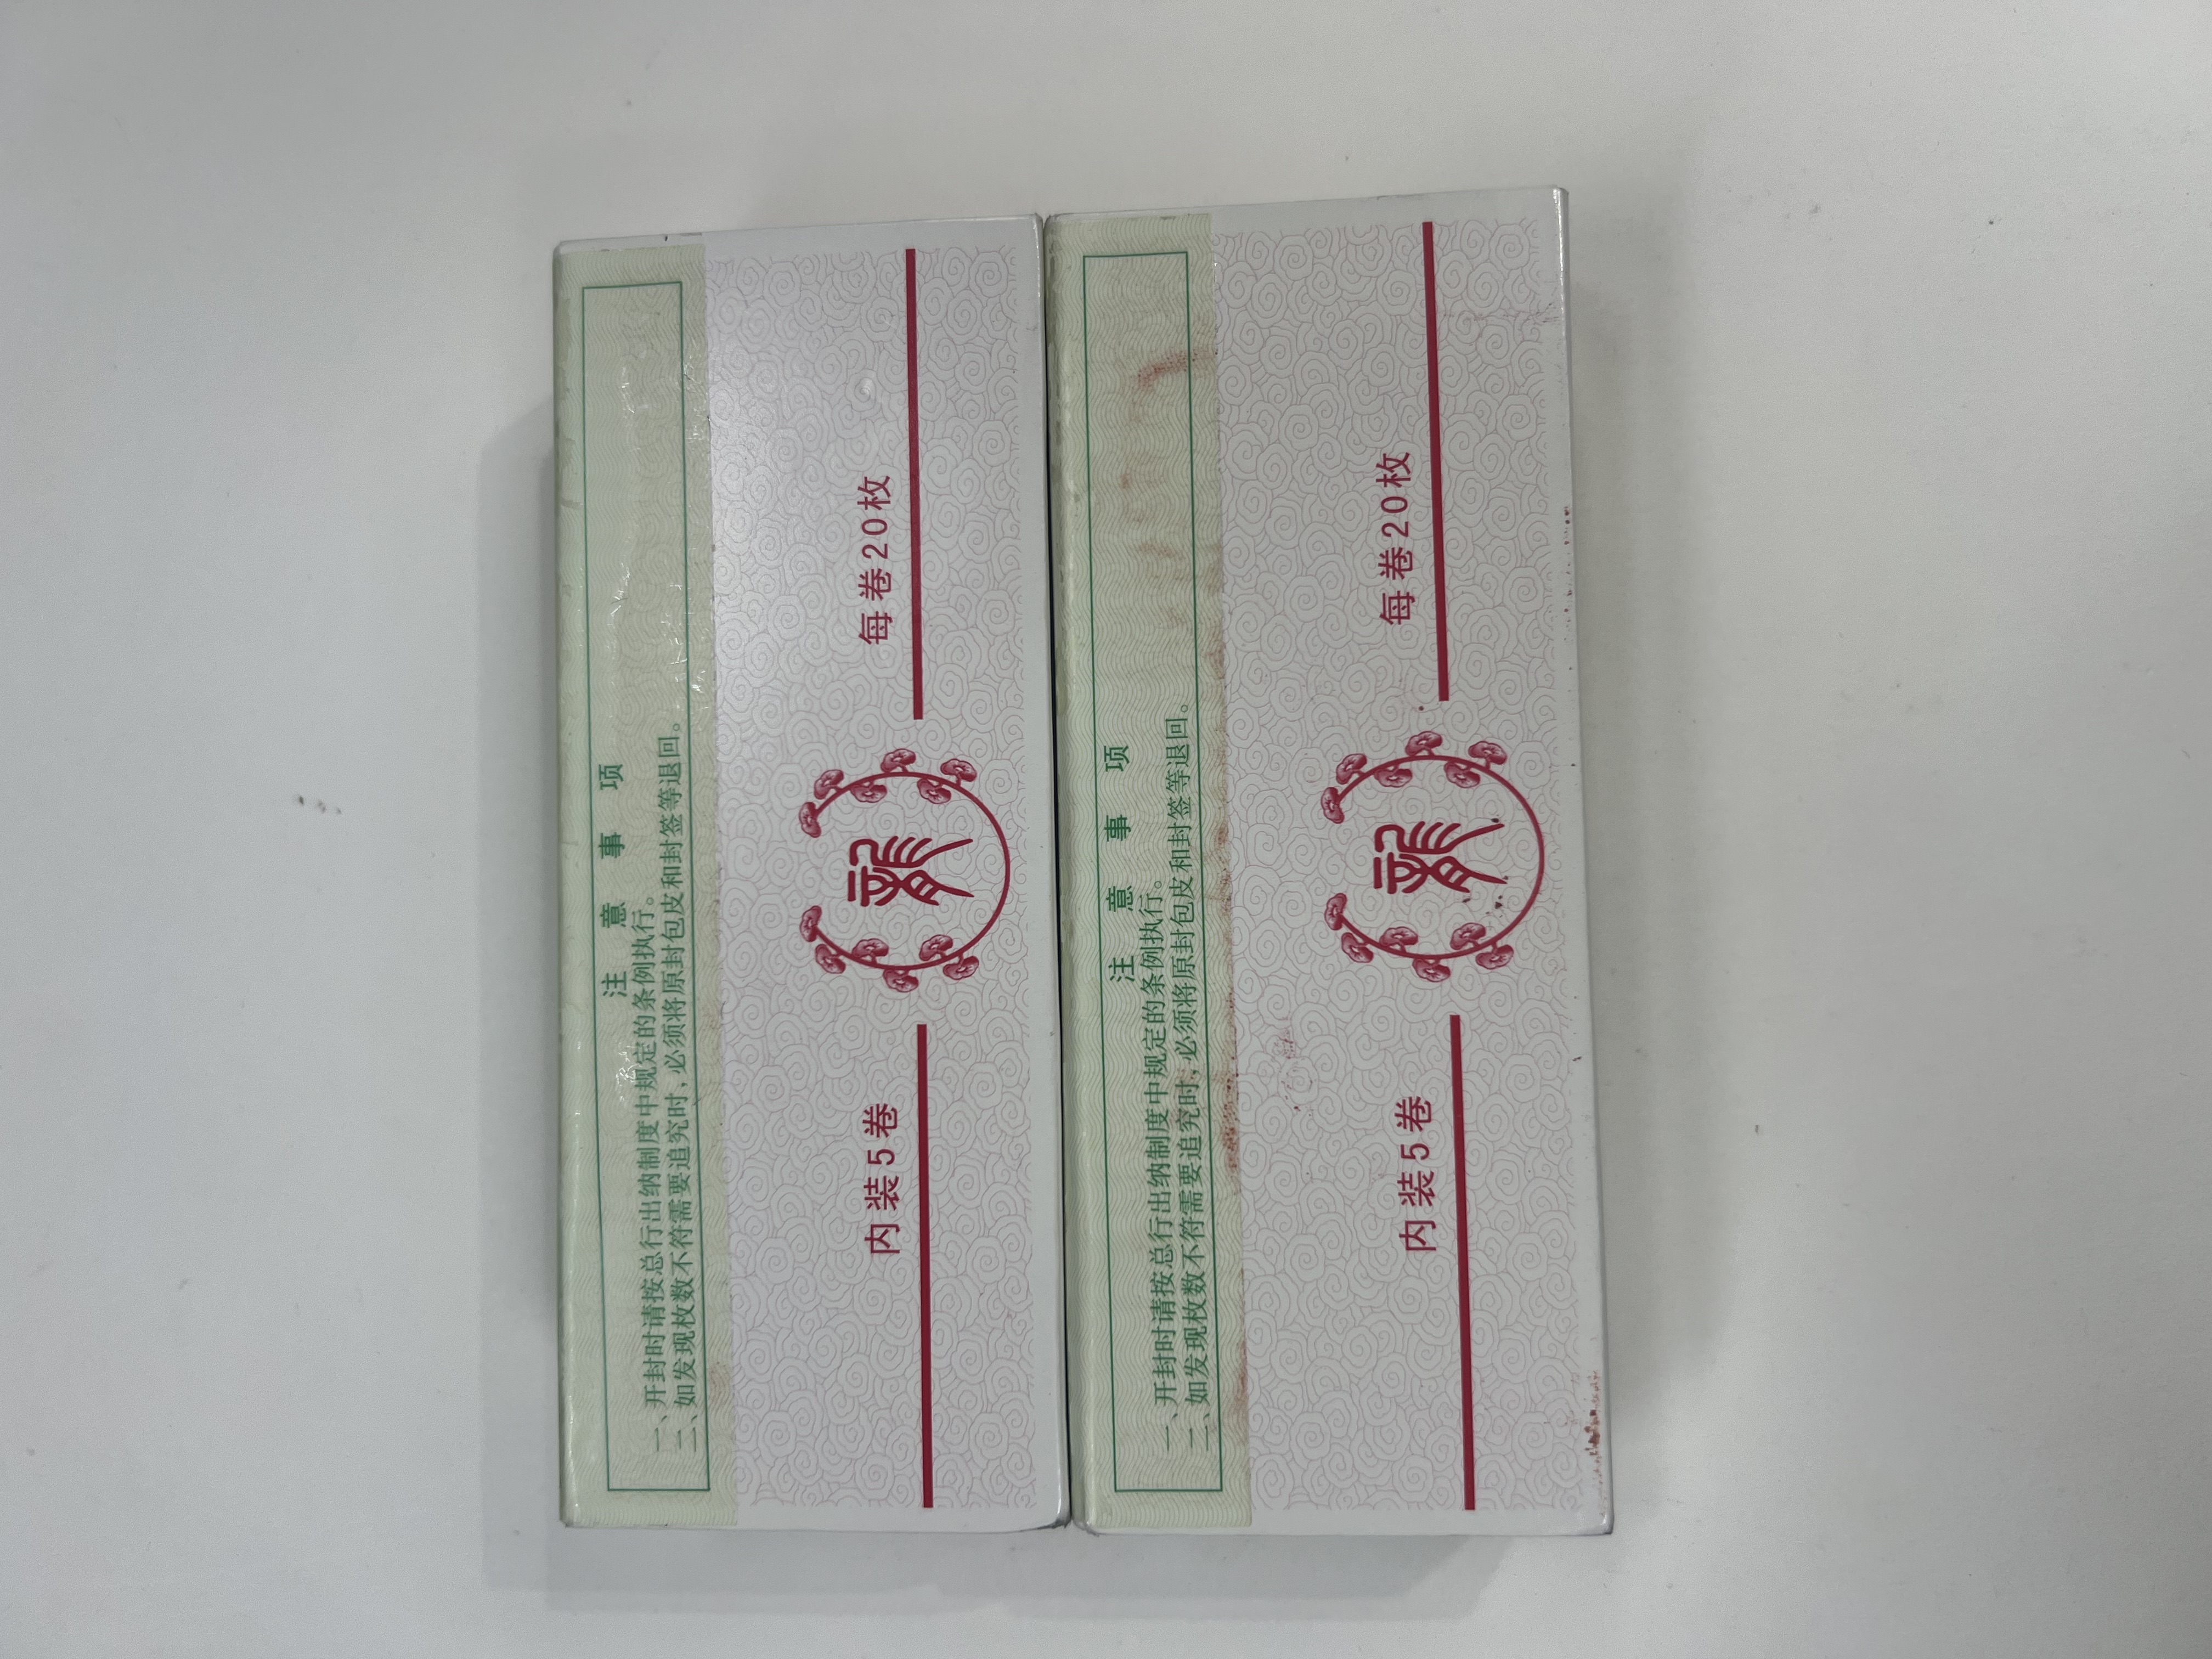 注意事项
一、开封时请按总行出纳制度中规定的条例执行。
二、如发现枚数不符需要追究时，必须将原封包皮和封签等退回。
内装5卷 每卷20枚
注意事项
一、开封时请按总行出纳制度中规定的条例执行。
二、如发现枚数不符需要追究时，必须将原封包皮和封签等退回。
内装5卷 每卷20枚